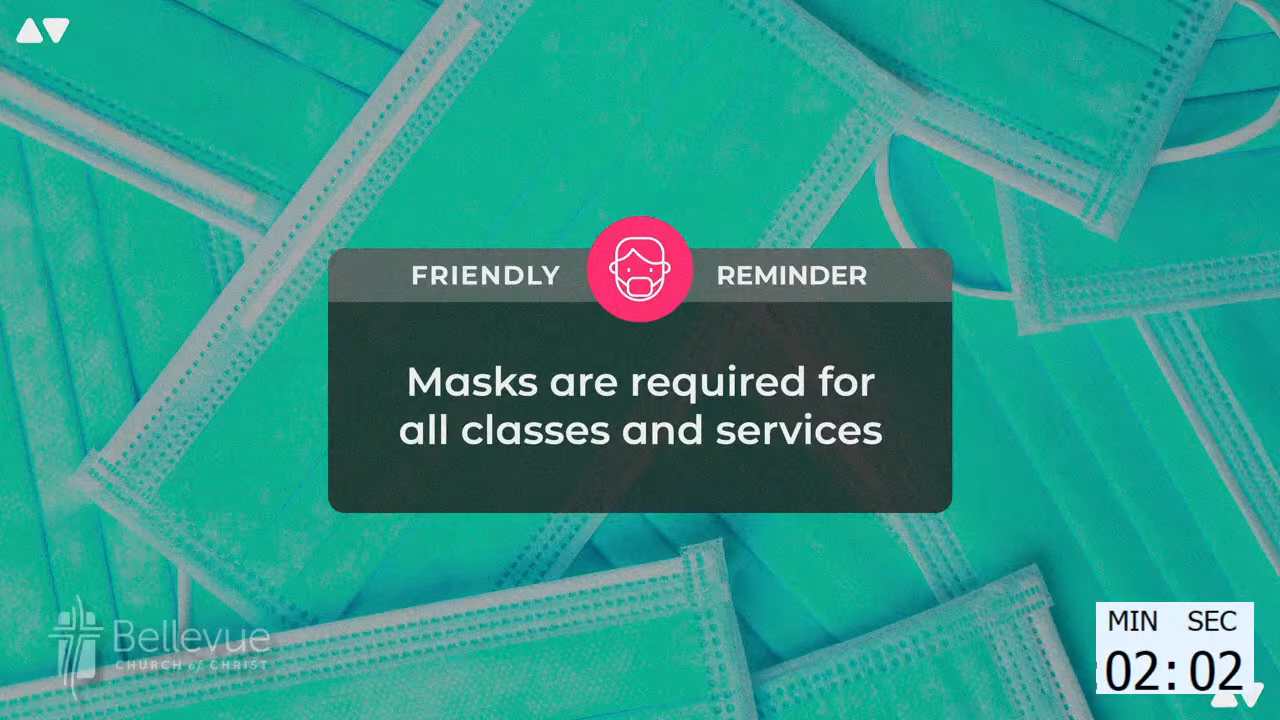 FRIENDLY REMINDER
Masks are required for
all classes and services
Bellevue
CHURCH of CHRIST
MIN SEC
02:02